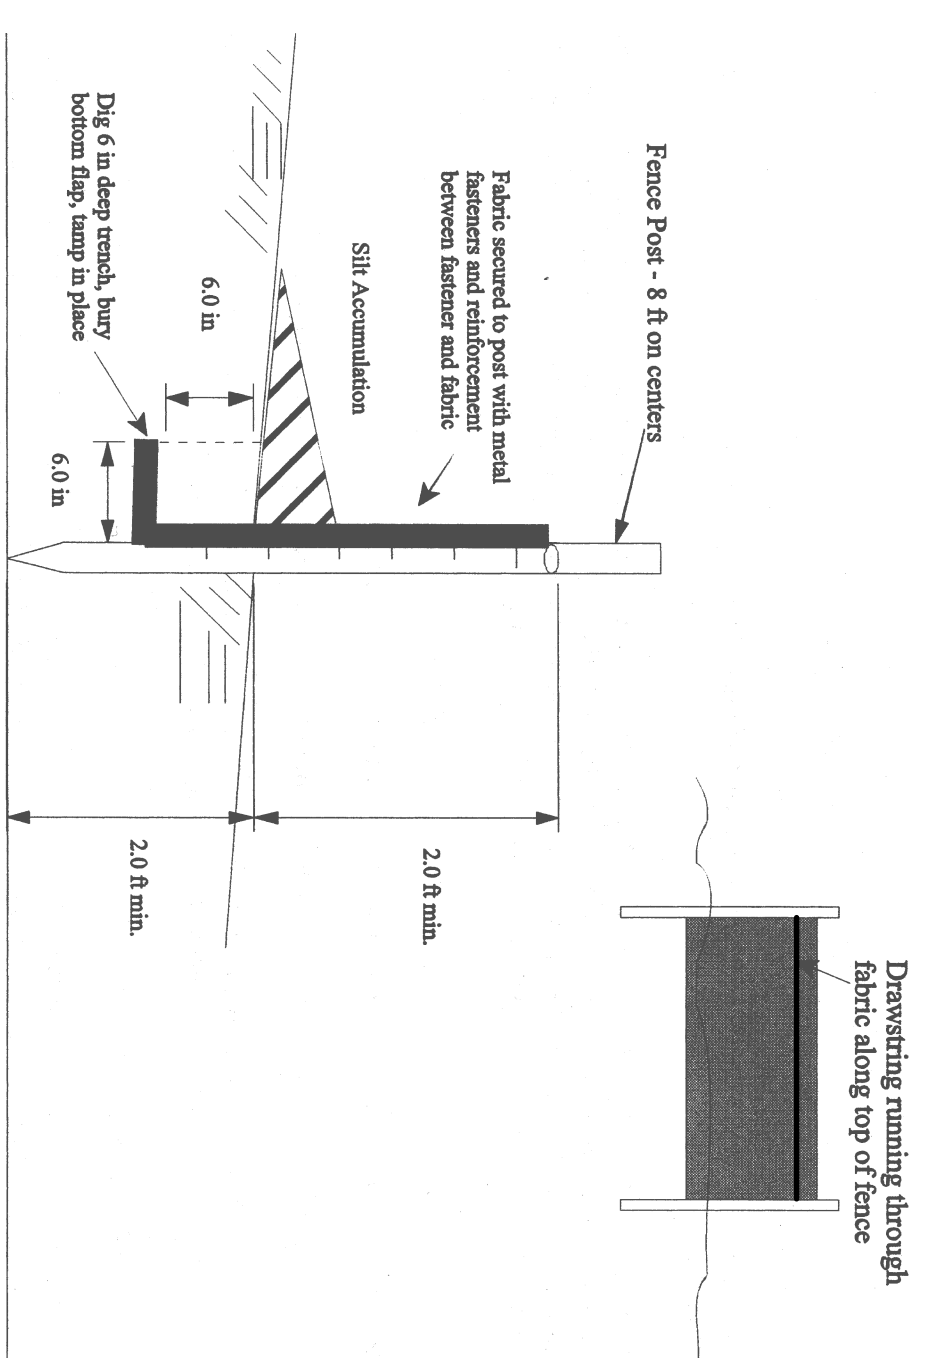 Drawstring running through
fabric along top of fence
Fence Post - 8 ft on centers
Fabric secured to post with metal
fasteners and reinforcement
between fastener and fabric
Silt Accumulation
6.0 in
Dig 6 in deep trench, bury
bottom flap, tamp in place
6.0 in
2.0 ft min.
2.0 ft min.